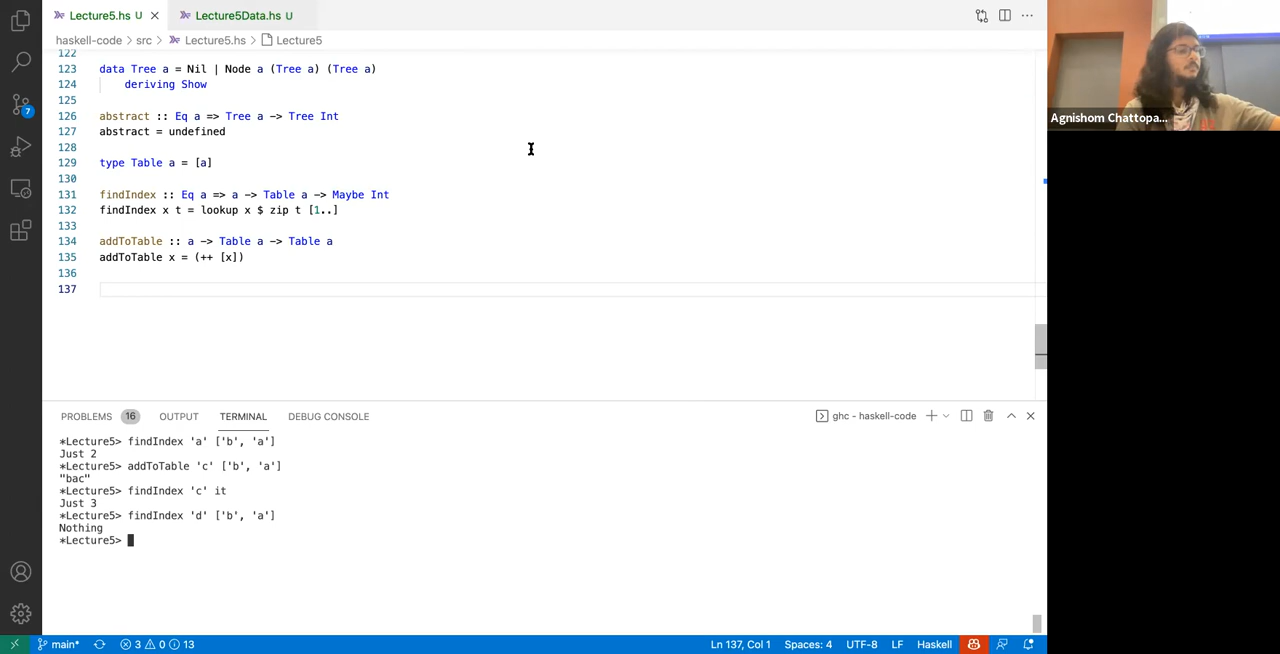 Lecture5.hs U
Lecture5Data.hs U
haskell-code > src > Lecture5.hs > Lecture5
122
123 data Tree a = Nil | Node a (Tree a) (Tree a)
124 deriving Show
125
126 abstract :: Eq a => Tree a -> Tree Int
127 abstract = undefined
128
129 type Table a = [a]
130
131 findIndex :: Eq a => a -> Table a -> Maybe Int
132 findIndex x t = lookup x $ zip t [1..]
133
134 addToTable :: a -> Table a -> Table a
135 addToTable x = (++ [x])
136
137
7
Agnishom Chattopa...
PROBLEMS 16 OUTPUT TERMINAL DEBUG CONSOLE
ghc - haskell-code
*Lecture5> findIndex 'a' ['b', 'a']
Just 2
*Lecture5> addToTable 'c' ['b', 'a']
"bac"
*Lecture5> findIndex 'c' it
Just 3
*Lecture5> findIndex 'd' ['b', 'a']
Nothing
*Lecture5>
main* 3 0 13
Ln 137, Col 1 Spaces: 4 UTF-8 LF Haskell